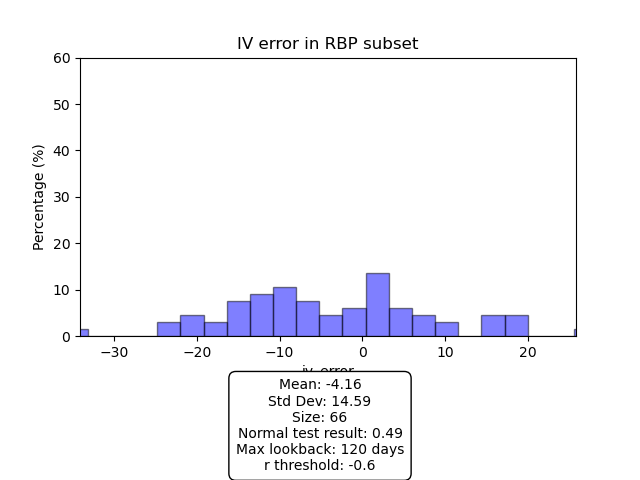 IV error in RBP subset
60
50
40
30
20
10
0
Percentage (%)
−30
−20
−10
0
10
20
iv_error
Mean: -4.16
Std Dev: 14.59
Size: 66
Normal test result: 0.49
Max lookback: 120 days
r threshold: -0.6